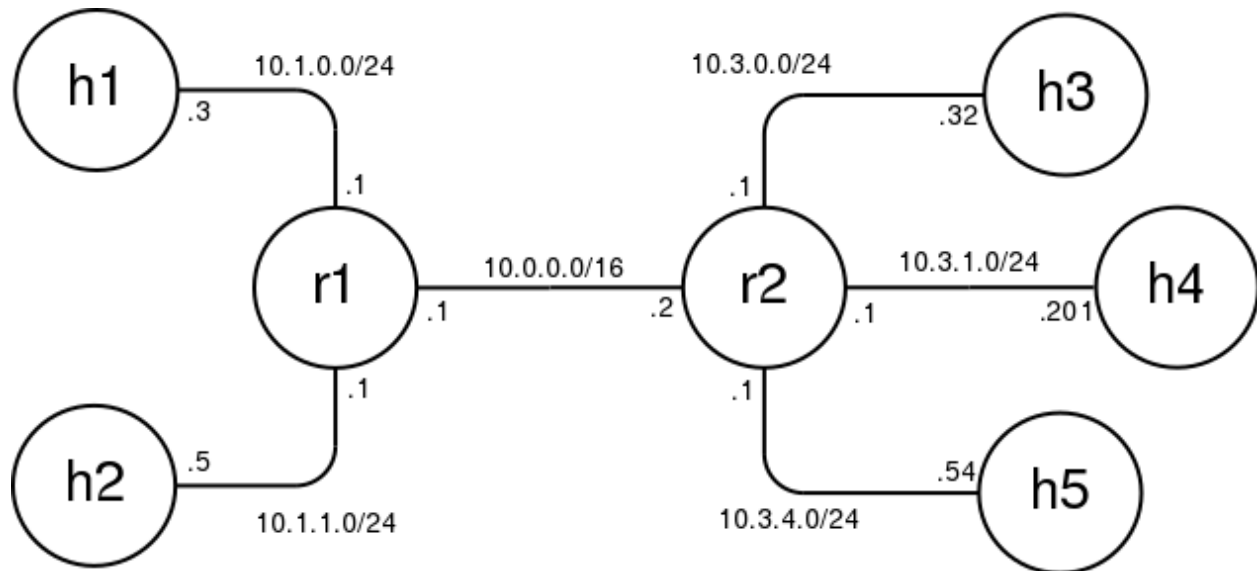 h1
10.1.0.0/24
.3
.1
10.3.0.0/24
h3
.32
.1
r1
10.0.0.0/16
.1
.2
r2
10.3.1.0/24
.1
.201
h4
.1
h2
.5
10.1.1.0/24
.1
.54
h5
10.3.4.0/24